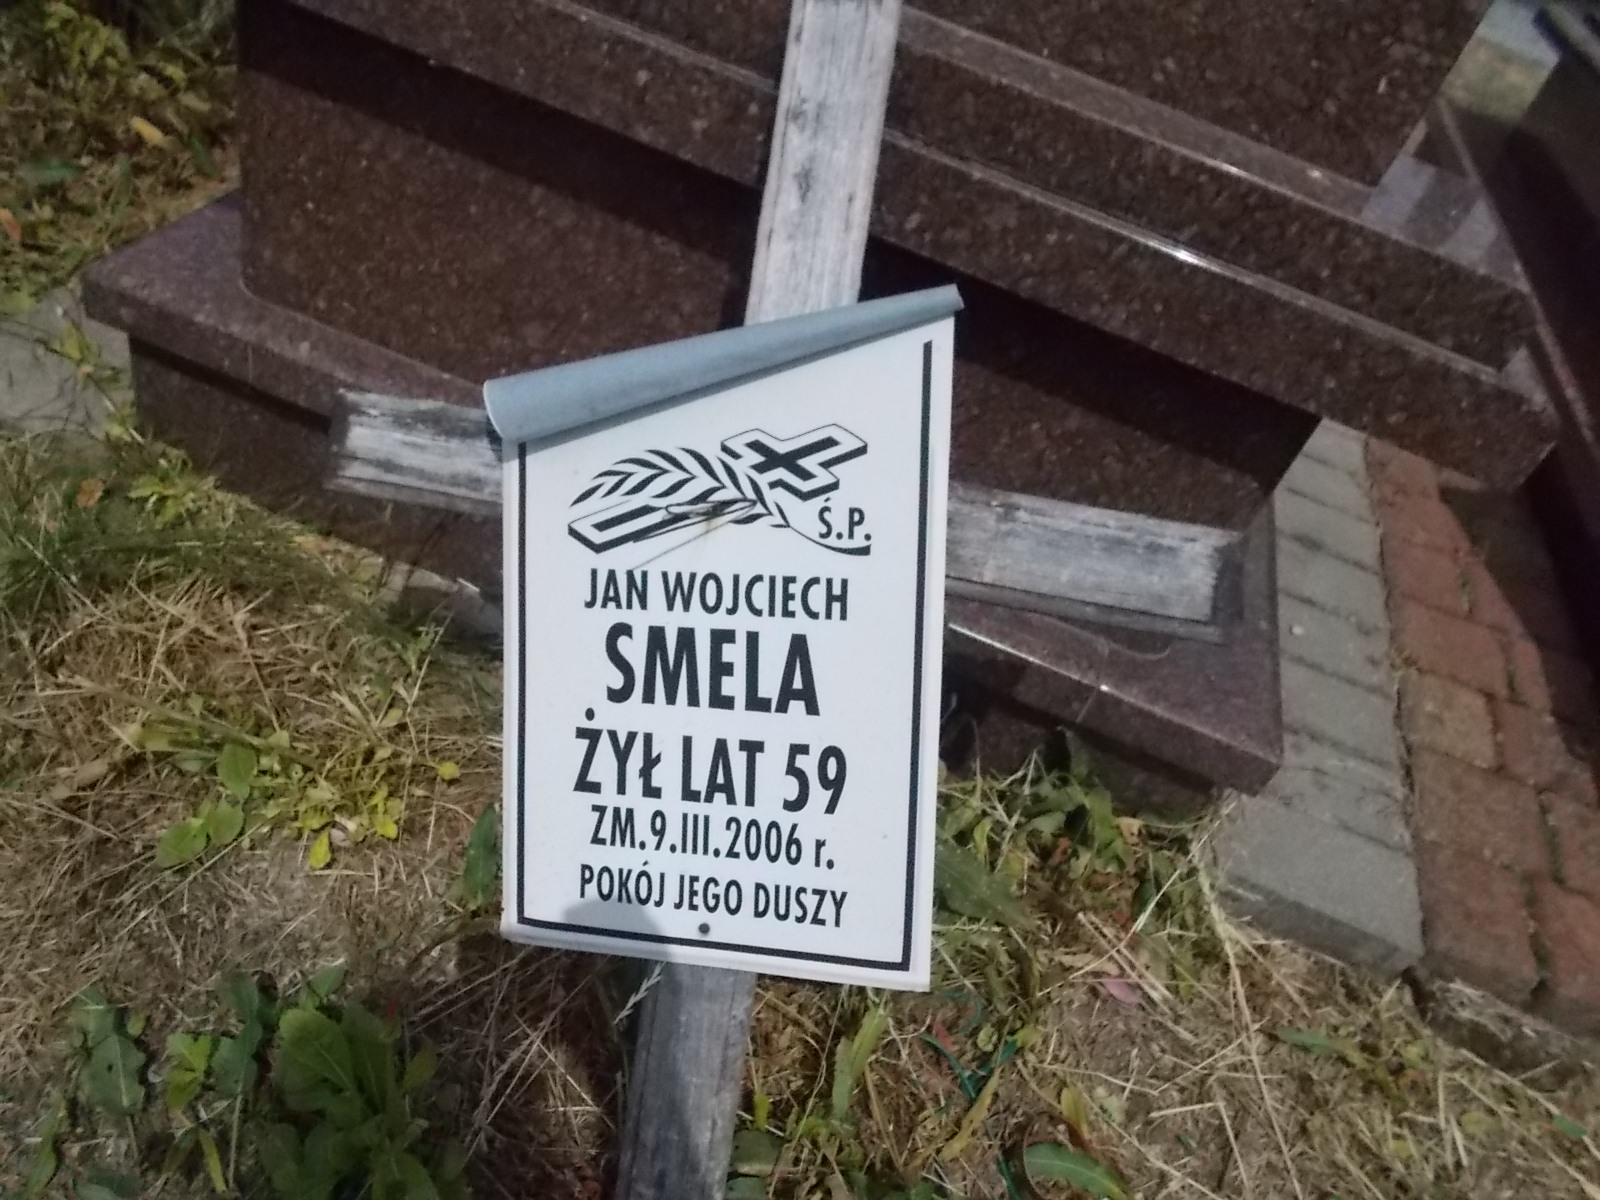 Ś.P.
JAN WOJCIECH
SMELA
ŻYŁ LAT 59
ZM.9.III.2006 r.
POKÓJ JEGO DUSZY